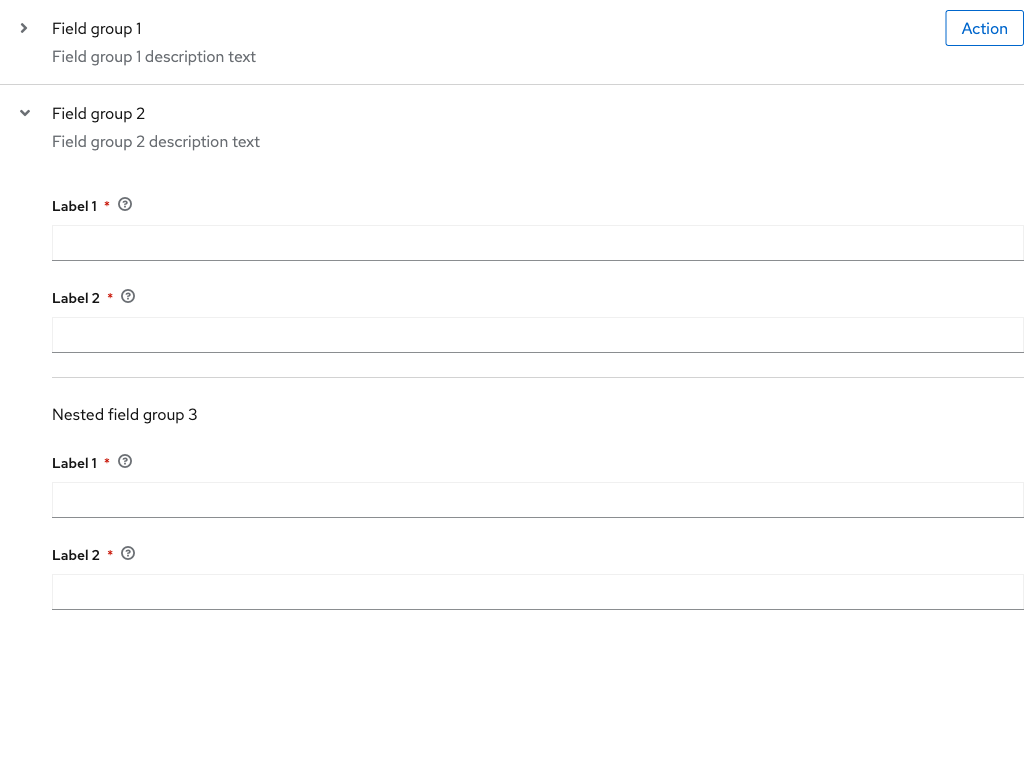 Field group 1
Action
Field group 1 description text
Field group 2
Field group 2 description text
Label 1 *
Label 2 *
Nested field group 3
Label 1 *
Label 2 *